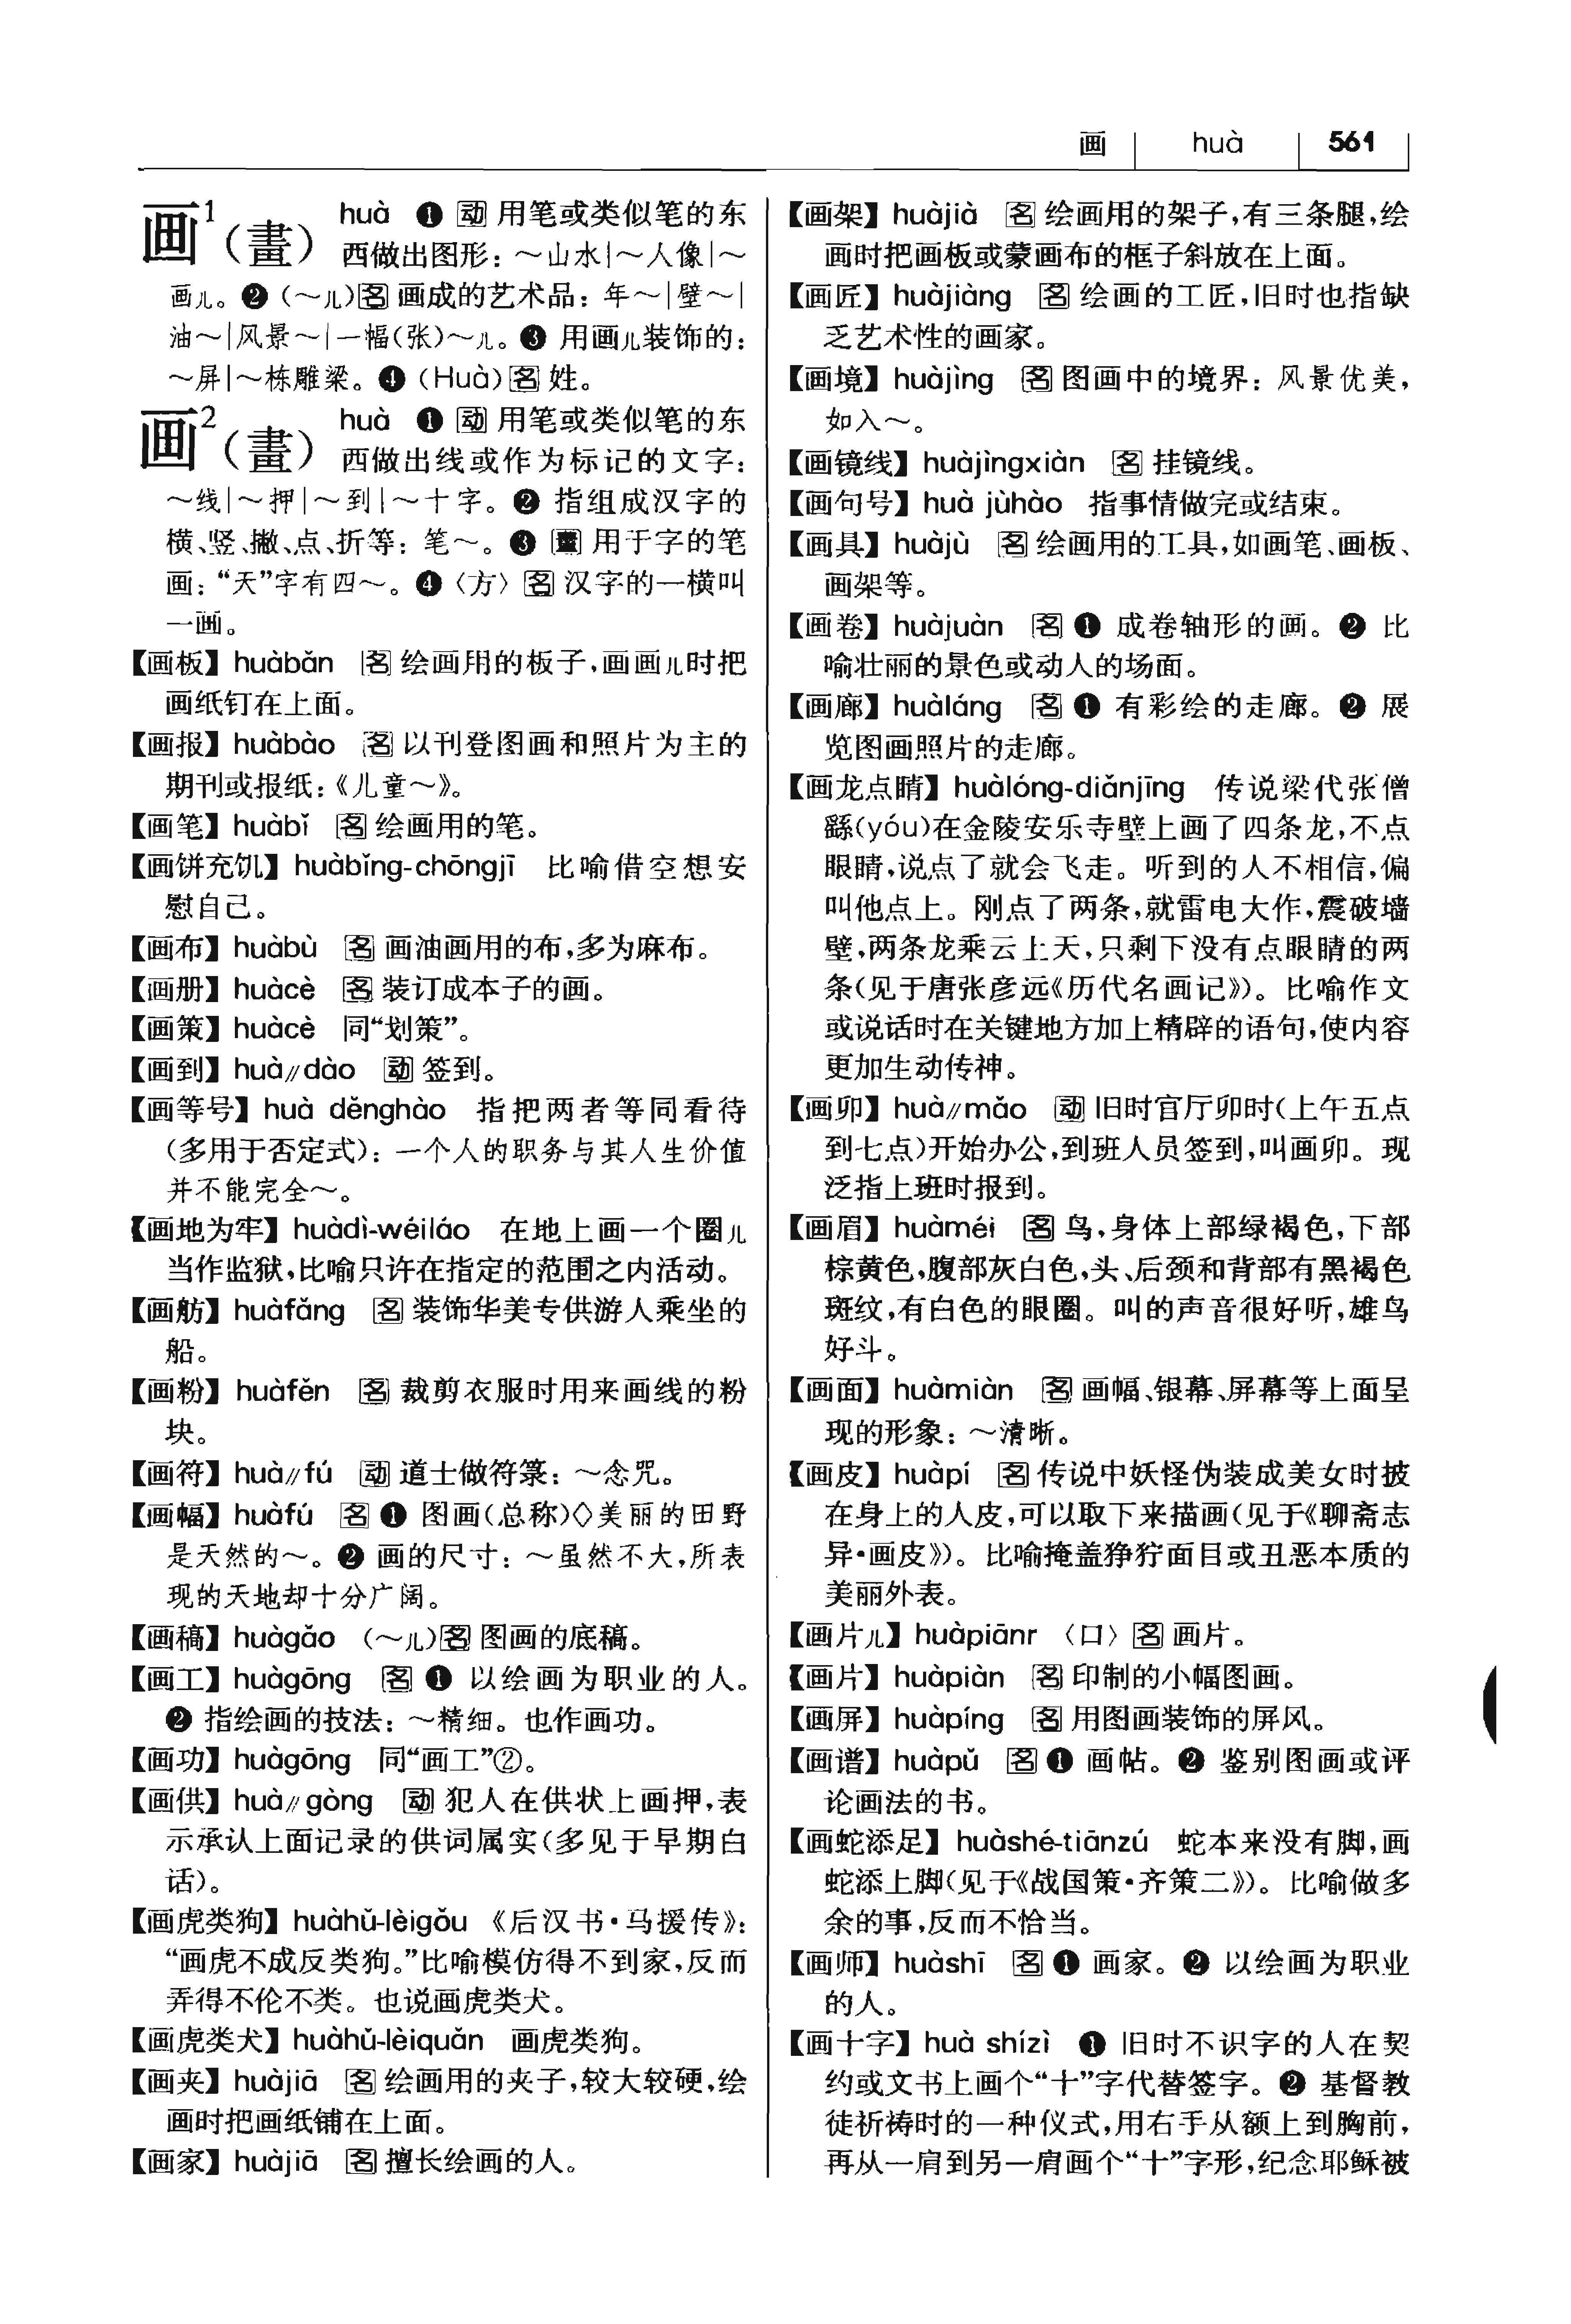 画 huà 561
画1(畫) huà ❶ 动 用笔或类似笔的东
西做出图形：～山水|～人像|～
画儿。❷（～儿）名 画成的艺术品：年～|壁～|
油～|风景～|一幅（张）～儿。❸ 用画儿装饰的：
～屏|～栋雕梁。❹（Huà）名 姓。
画2(畫) huà ❶ 动 用笔或类似笔的东
西做出线或作为标记的文字：
～线|～押|～到|～十字。❷ 指组成汉字的
横、竖、撇、点、折等：笔～。❸ 量 用于字的笔
画：“天”字有四～。❹〈方〉名 汉字的一横叫
一画。
【画板】huàbǎn 名 绘画用的板子，画画儿时把
画纸钉在上面。
【画报】huàbào 名 以刊登图画和照片为主的
期刊或报纸：《儿童～》。
【画笔】huàbǐ 名 绘画用的笔。
【画饼充饥】huàbǐng-chōngjī 比喻借空想安
慰自己。
【画布】huàbù 名 画油画用的布，多为麻布。
【画册】huàcè 名 装订成本子的画。
【画策】huàcè 同“划策”。
【画到】huà//dào 动 签到。
【画等号】huà děnghào 指把两者等同看待
（多用于否定式）：一个人的职务与其人生价值
并不能完全～。
【画地为牢】huàdì-wéiláo 在地上画一个圈儿
当作监狱，比喻只许在指定的范围之内活动。
【画舫】huàfǎng 名 装饰华美专供游人乘坐的
船。
【画粉】huàfěn 名 裁剪衣服时用来画线的粉
块。
【画符】huà//fú 动 道士做符箓：～念咒。
【画幅】huàfú 名 ❶ 图画（总称）◇美丽的田野
是天然的～。❷ 画的尺寸：～虽然不大，所表
现的天地却十分广阔。
【画稿】huàgǎo （～儿）名 图画的底稿。
【画工】huàgōng 名 ❶ 以绘画为职业的人。
❷ 指绘画的技法：～精细。也作画功。
【画功】huàgōng 同“画工”②。
【画供】huà//gòng 动 犯人在供状上画押，表
示承认上面记录的供词属实（多见于早期白
话）。
【画虎类狗】huàhǔ-lèigǒu 《后汉书·马援传》：
“画虎不成反类狗。”比喻模仿得不到家，反而
弄得不伦不类。也说画虎类犬。
【画虎类犬】huàhǔ-lèiquǎn 画虎类狗。
【画夹】huàjiā 名 绘画用的夹子，较大较硬，绘
画时把画纸铺在上面。
【画家】huàjiā 名 擅长绘画的人。
【画架】huàjià 名 绘画用的架子，有三条腿，绘
画时把画板或蒙画布的框子斜放在上面。
【画匠】huàjiàng 名 绘画的工匠，旧时也指缺
乏艺术性的画家。
【画境】huàjìng 名 图画中的境界：风景优美，
如入～。
【画镜线】huàjìngxiàn 名 挂镜线。
【画句号】huà jùhào 指事情做完或结束。
【画具】huàjù 名 绘画用的工具，如画笔、画板、
画架等。
【画卷】huàjuàn 名 ❶ 成卷轴形的画。❷ 比
喻壮丽的景色或动人的场面。
【画廊】huàláng 名 ❶ 有彩绘的走廊。❷ 展
览图画照片的走廊。
【画龙点睛】huàlóng-diǎnjīng 传说梁代张僧
繇（yóu）在金陵安乐寺壁上画了四条龙，不点
眼睛，说点了就会飞走。听到的人不相信，偏
叫他点上。刚点了两条，就雷电大作，震破墙
壁，两条龙乘云上天，只剩下没有点眼睛的两
条（见于唐张彦远《历代名画记》）。比喻作文
或说话时在关键地方加上精辟的语句，使内容
更加生动传神。
【画卯】huà//mǎo 动 旧时官厅卯时（上午五点
到七点）开始办公，到班人员签到，叫画卯。现
泛指上班时报到。
【画眉】huàméi 名 鸟，身体上部绿褐色，下部
棕黄色，腹部灰白色，头、后颈和背部有黑褐色
斑纹，有白色的眼圈。叫的声音很好听，雄鸟
好斗。
【画面】huàmiàn 名 画幅、银幕、屏幕等上面呈
现的形象：～清晰。
【画皮】huàpí 名 传说中妖怪伪装成美女时披
在身上的人皮，可以取下来描画（见于《聊斋志
异·画皮》）。比喻掩盖狰狞面目或丑恶本质的
美丽外表。
【画片儿】huàpiānr 〈口〉名 画片。
【画片】huàpiàn 名 印制的小幅图画。
【画屏】huàpíng 名 用图画装饰的屏风。
【画谱】huàpǔ 名 ❶ 画帖。❷ 鉴别图画或评
论画法的书。
【画蛇添足】huàshé-tiānzú 蛇本来没有脚，画
蛇添上脚（见于《战国策·齐策二》）。比喻做多
余的事，反而不恰当。
【画师】huàshī 名 ❶ 画家。❷ 以绘画为职业
的人。
【画十字】huà shízì ❶ 旧时不识字的人在契
约或文书上画个“十”字代替签字。❷ 基督教
徒祈祷时的一种仪式，用右手从额上到胸前，
再从一肩到另一肩画个“十”字形，纪念耶稣被